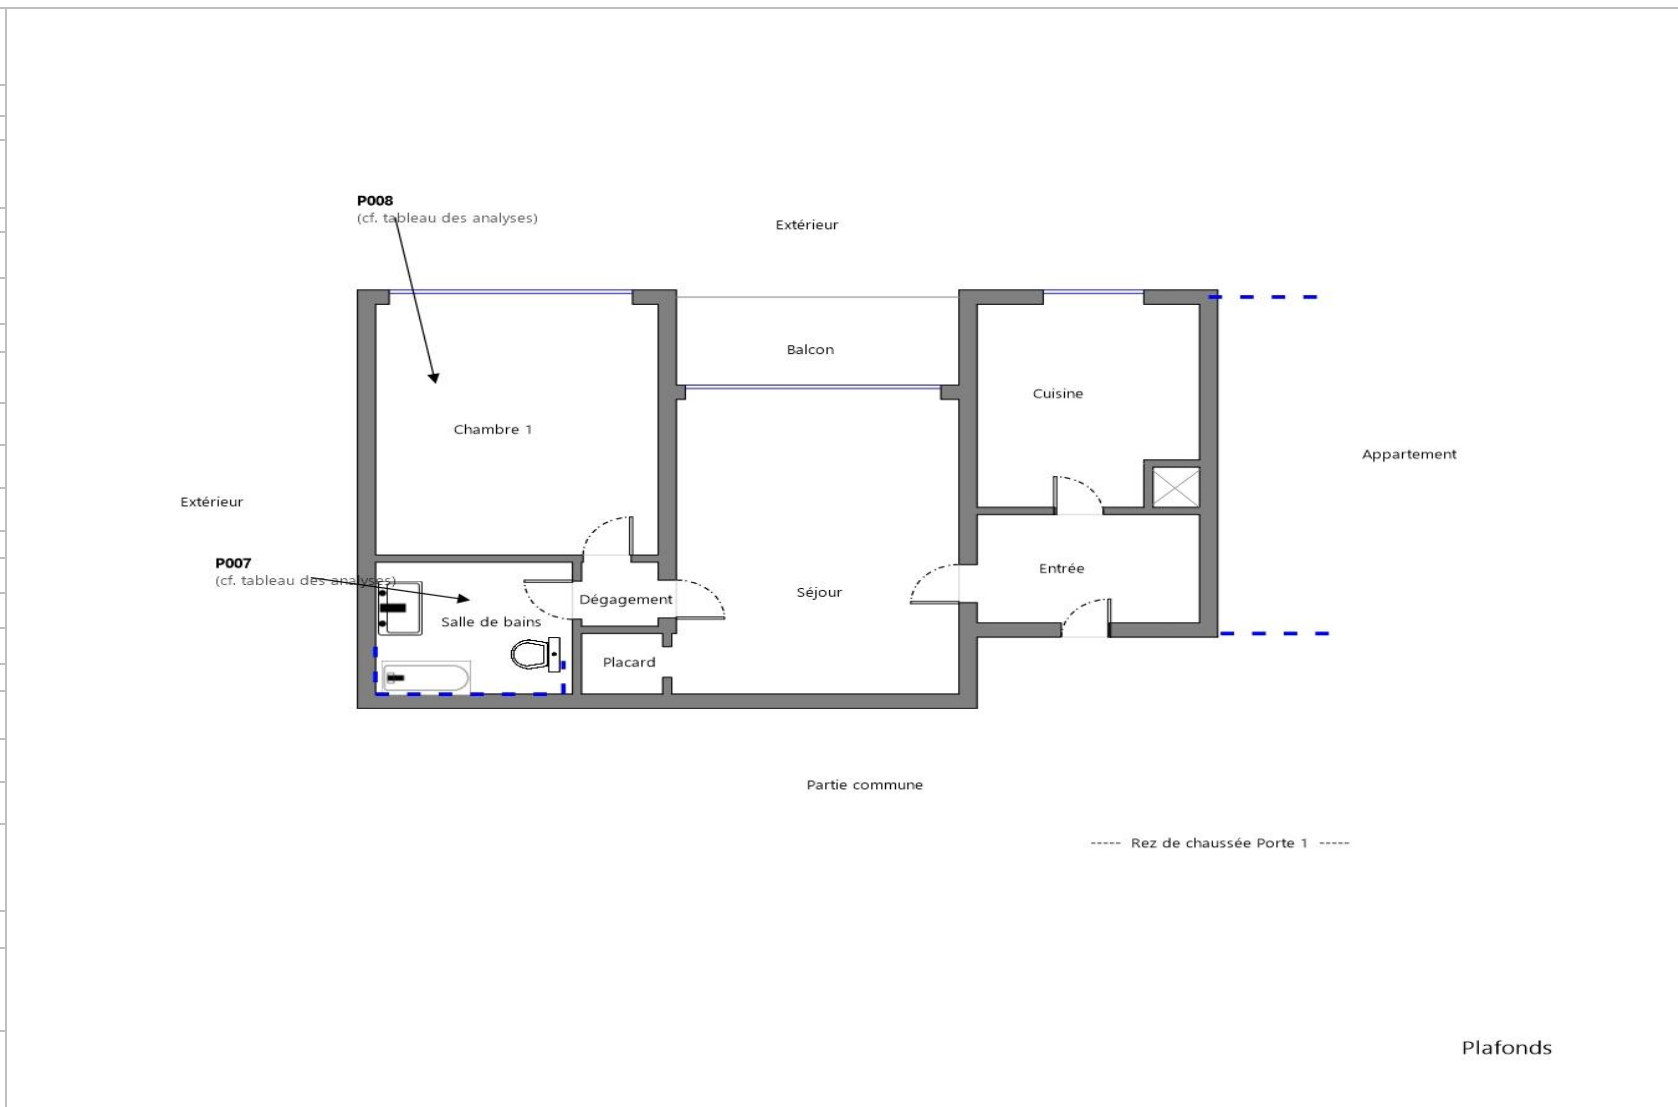 P008
(cf. tableau des analyses)
Extérieur
Balcon
Cuisine
Chambre 1
Appartement
Extérieur
P007
(cf. tableau des analyses)
Entrée
Séjour
Dégagement
Salle de bains
Placard
Partie commune
----- Rez de chaussée Porte 1 -----
Plafonds